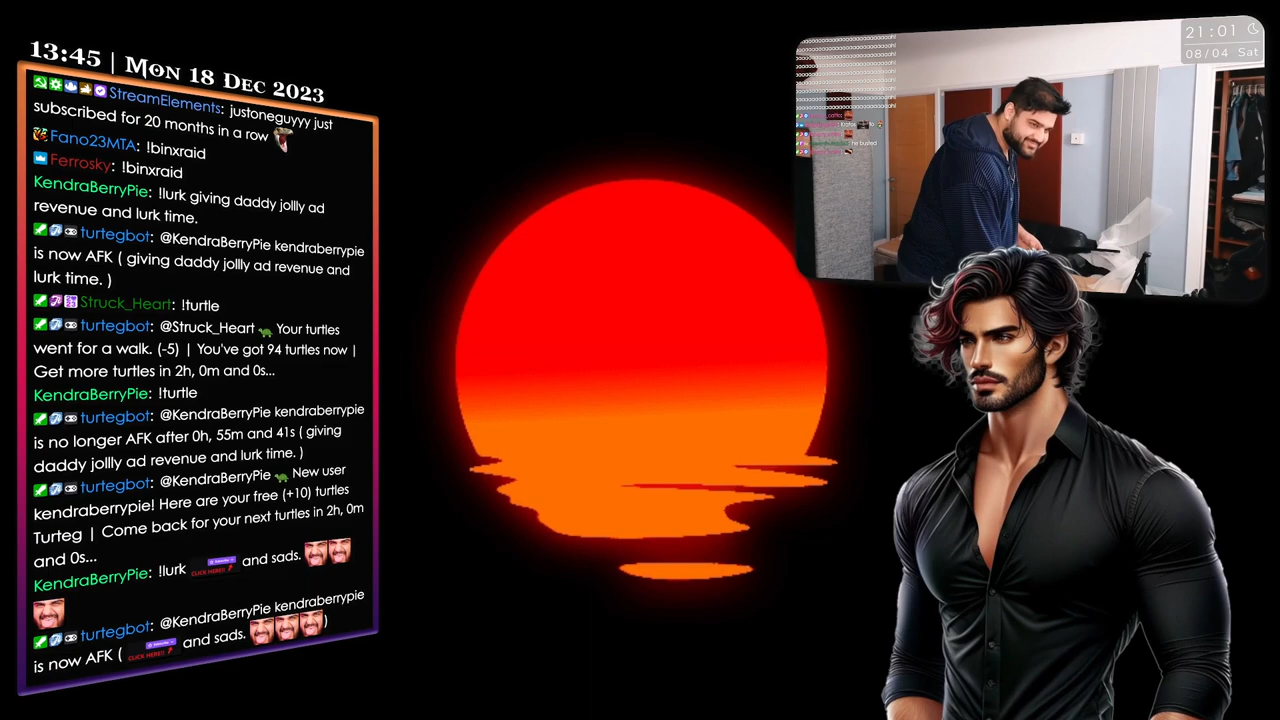 13:45 | Mon 18 Dec 2023
StreamElements: justoneguyyy just
subscribed for 20 months in a row
Fano23MTA: !binxraid
Ferrosky: !binxraid
KendraBerryPie: !lurk giving daddy jollly ad
revenue and lurk time.
turtegbot: @KendraBerryPie kendraberrypie
is now AFK ( giving daddy jollly ad revenue and
lurk time. )
Struck_Heart: !turtle
turtegbot: @Struck_Heart Your turtles
went for a walk. (-5) | You've got 94 turtles now |
Get more turtles in 2h, 0m and 0s...
KendraBerryPie: !turtle
turtegbot: @KendraBerryPie kendraberrypie
is no longer AFK after 0h, 55m and 41s ( giving
daddy jollly ad revenue and lurk time. )
turtegbot: @KendraBerryPie New user
kendraberrypie! Here are your free (+10) turtles
Turteg | Come back for your next turtles in 2h, 0m
and 0s...
KendraBerryPie: !lurk CLICK HERE!! and sads.
turtegbot: @KendraBerryPie kendraberrypie
is now AFK ( CLICK HERE!! and sads. )
21:01
08/04 Sat
he busted